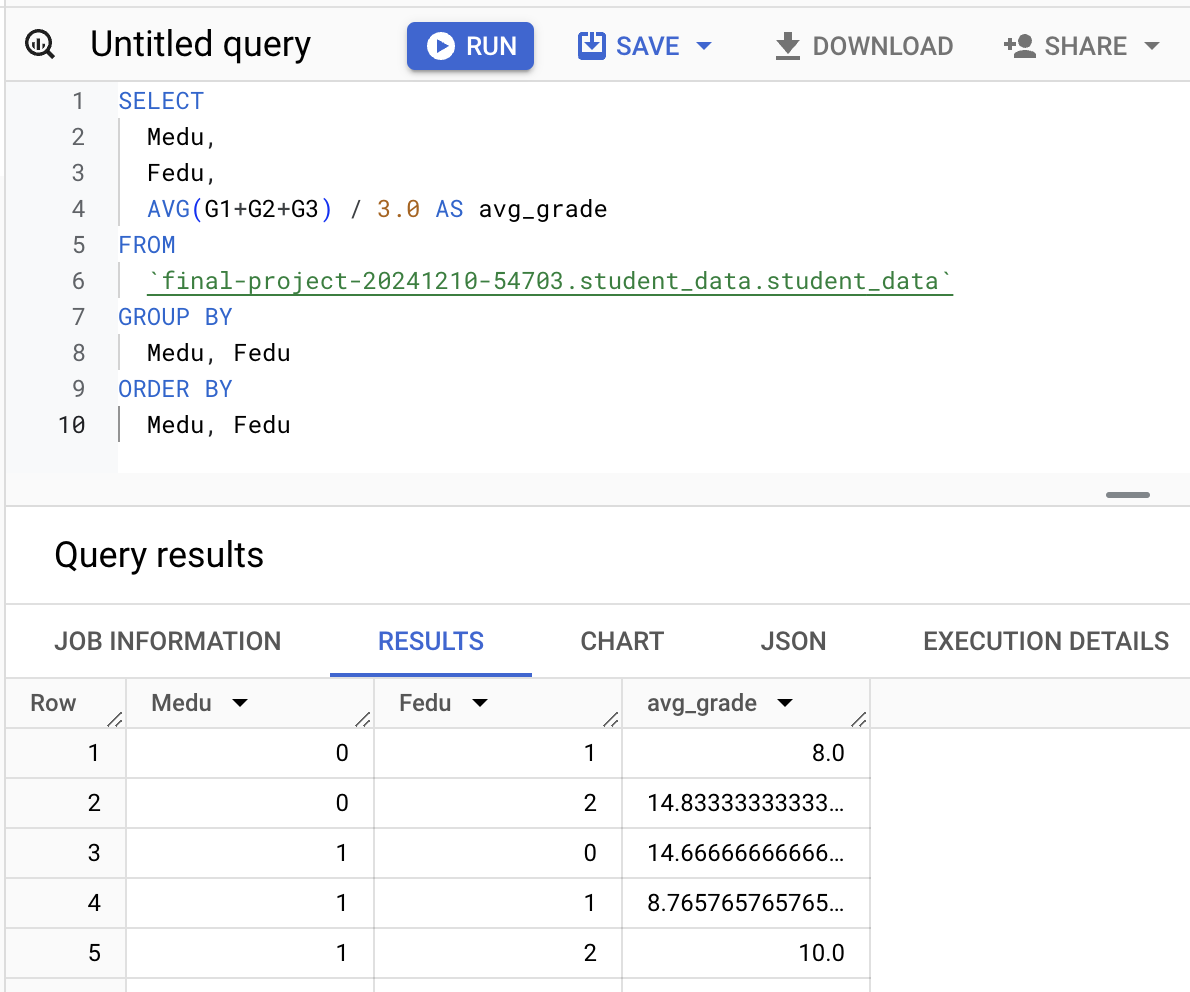 Untitled query RUN SAVE DOWNLOAD SHARE
1 SELECT
2 Medu,
3 Fedu,
4 AVG(G1+G2+G3) / 3.0 AS avg_grade
5 FROM
6 `final-project-20241210-54703.student_data.student_data`
7 GROUP BY
8 Medu, Fedu
9 ORDER BY
10 Medu, Fedu
Query results
JOB INFORMATION RESULTS CHART JSON EXECUTION DETAILS
Row Medu Fedu avg_grade
1 0 1 8.0
2 0 2 14.83333333333…
3 1 0 14.66666666666…
4 1 1 8.765765765765…
5 1 2 10.0